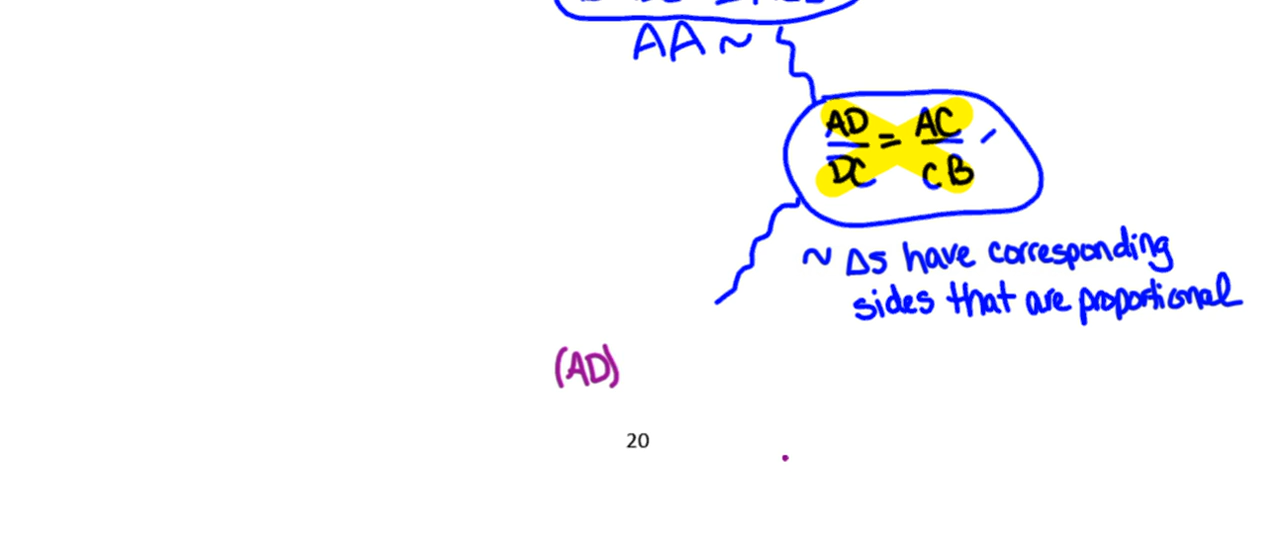 AA ~
AD = AC
DC CB
~ Δs have corresponding
sides that are proportional
(AD)
20